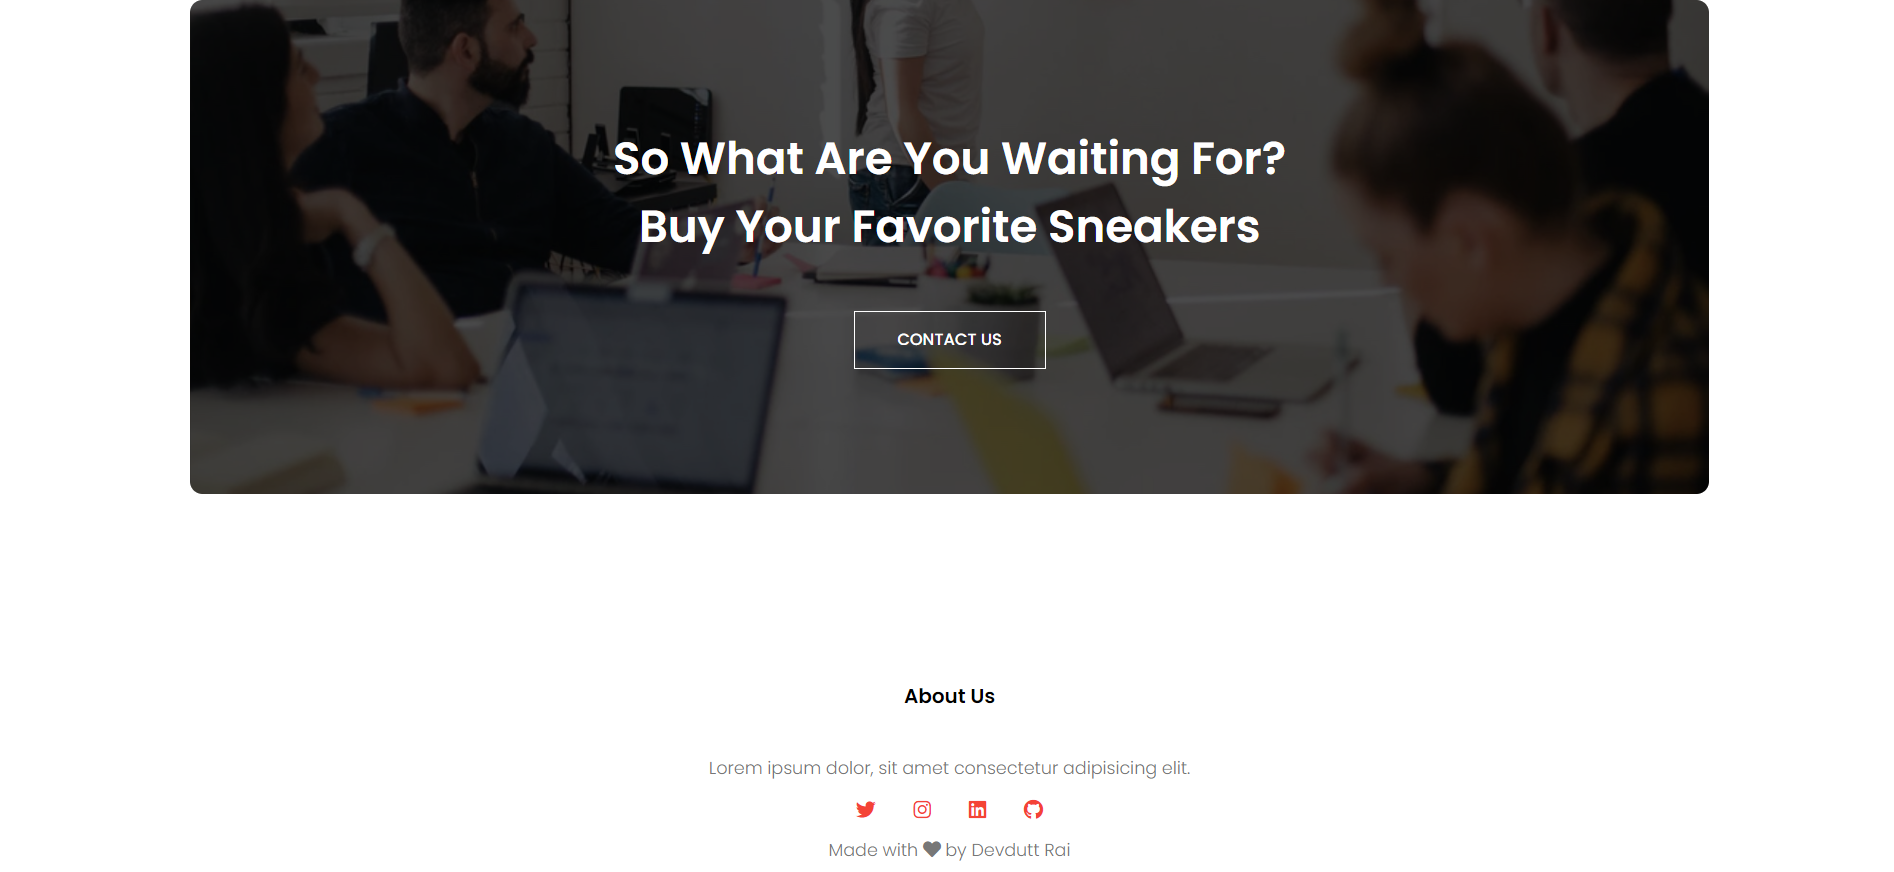 So What Are You Waiting For?
Buy Your Favorite Sneakers
CONTACT US
About Us
Lorem ipsum dolor, sit amet consectetur adipisicing elit.
Made with ♥ by Devdutt Rai